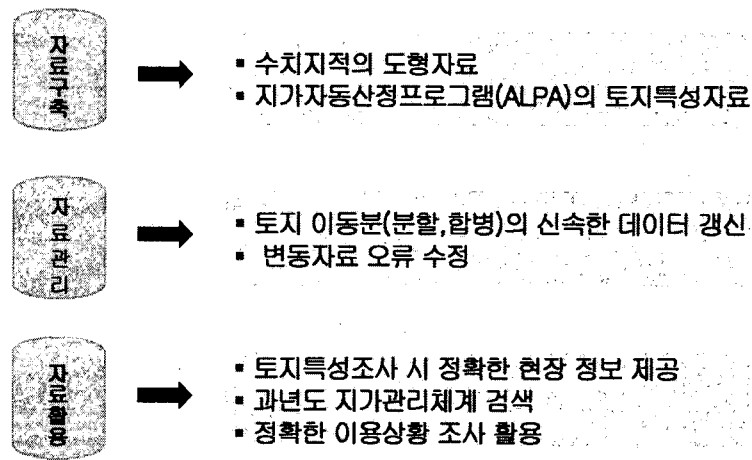 자료구축
▪ 수치지적의 도형자료
▪ 지가자동산정프로그램(ALPA)의 토지특성자료
자료관리
▪ 토지 이동분(분할,합병)의 신속한 데이터 갱신
▪ 변동자료 오류 수정
자료활용
▪ 토지특성조사 시 정확한 현장 정보 제공
▪ 과년도 지가관리체계 검색
▪ 정확한 이용상황 조사 활용